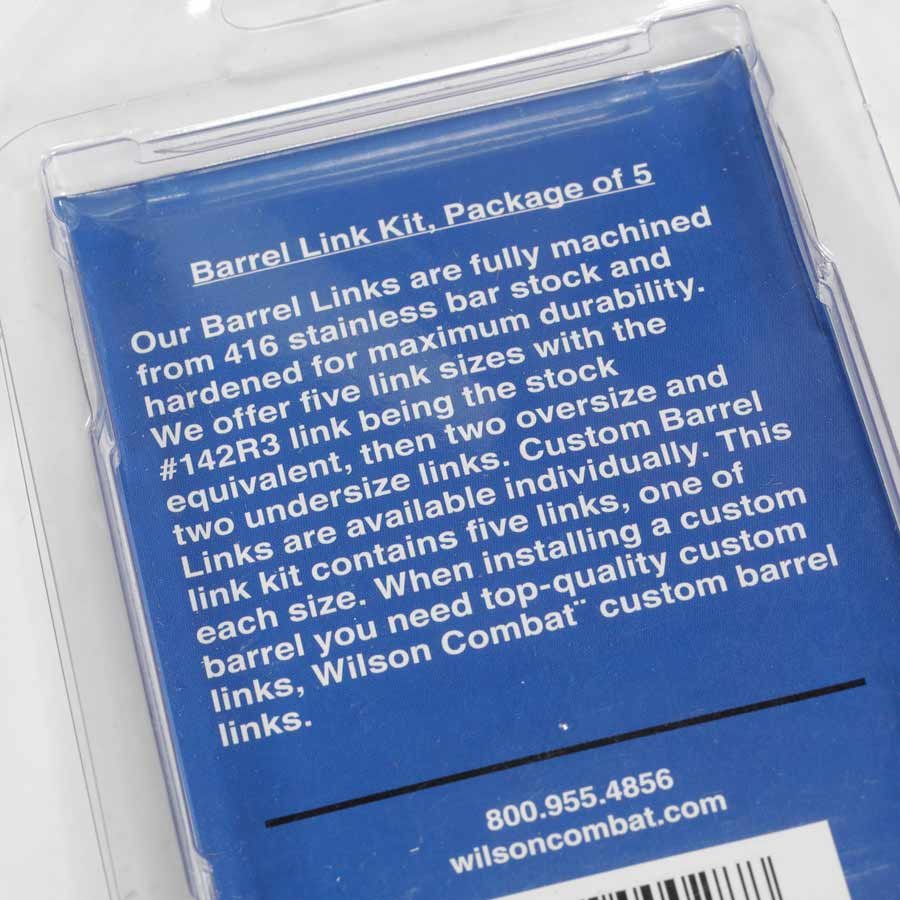 Barrel Link Kit, Package of 5
Our Barrel Links are fully machined
from 416 stainless bar stock and
hardened for maximum durability.
We offer five link sizes with the
#142R3 link being the stock
equivalent, then two oversize and
two undersize links. Custom Barrel
Links are available individually. This
link kit contains five links, one of
each size. When installing a custom
barrel you need top-quality custom
links, Wilson Combat¨ custom barrel
links.
800.955.4856
wilsoncombat.com